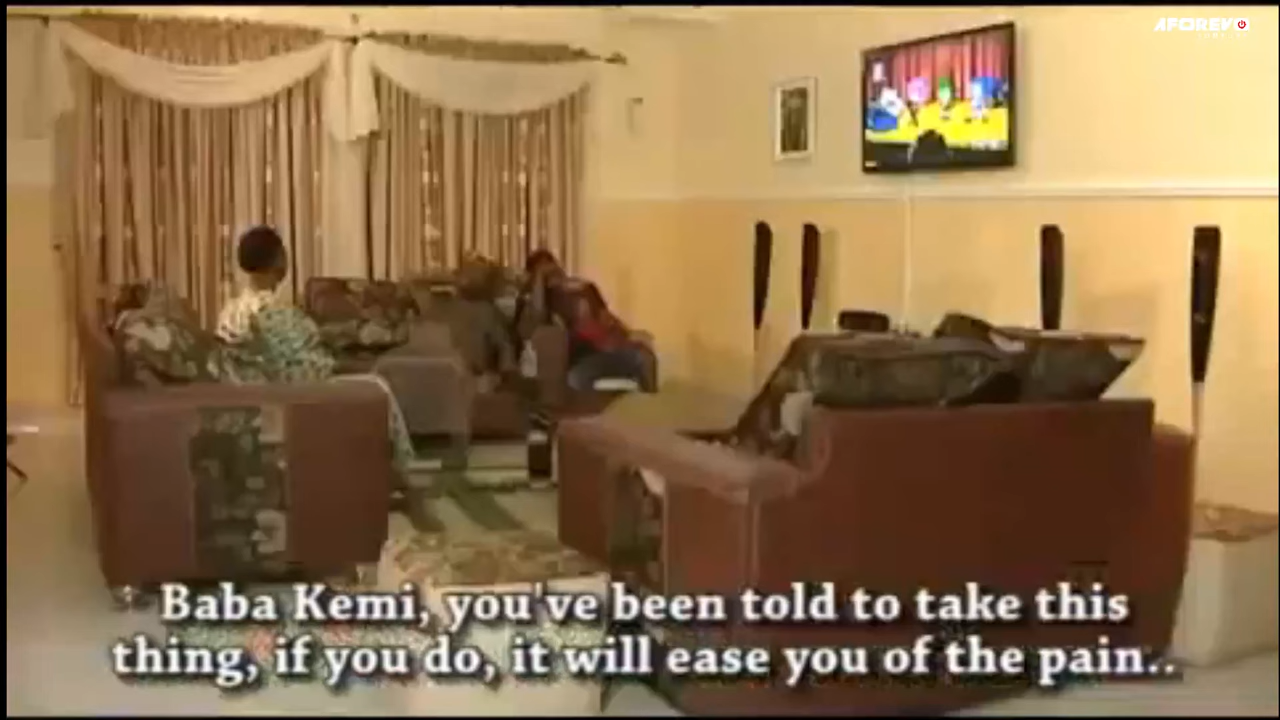 AFOREVO
Baba Kemi, you've been told to take this
thing, if you do, it will ease you of the pain..